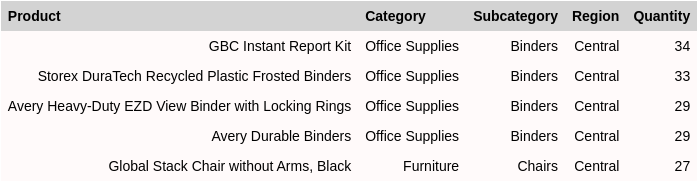 Product Category Subcategory Region Quantity
GBC Instant Report Kit Office Supplies Binders Central 34
Storex DuraTech Recycled Plastic Frosted Binders Office Supplies Binders Central 33
Avery Heavy-Duty EZD View Binder with Locking Rings Office Supplies Binders Central 29
Avery Durable Binders Office Supplies Binders Central 29
Global Stack Chair without Arms, Black Furniture Chairs Central 27